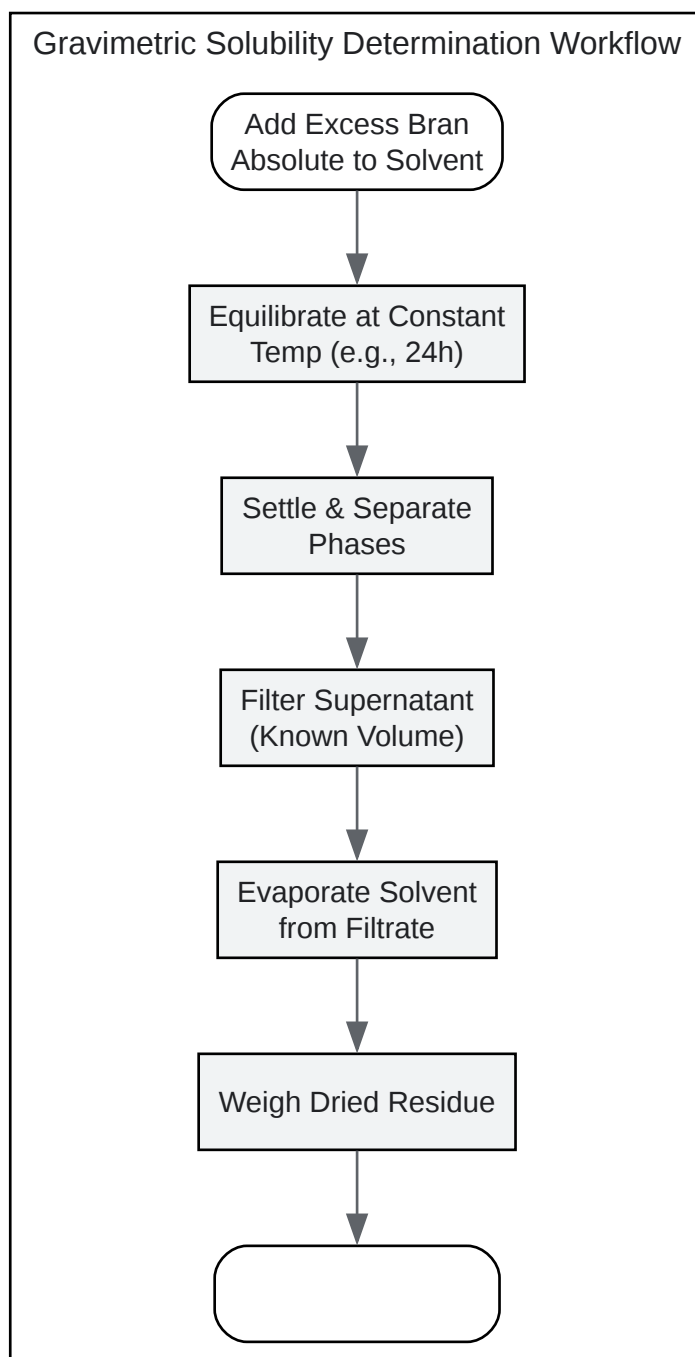 Gravimetric Solubility Determination Workflow
Add Excess Bran
Absolute to Solvent
Equilibrate at Constant
Temp (e.g., 24h)
Settle & Separate
Phases
Filter Supernatant
(Known Volume)
Evaporate Solvent
from Filtrate
Weigh Dried Residue